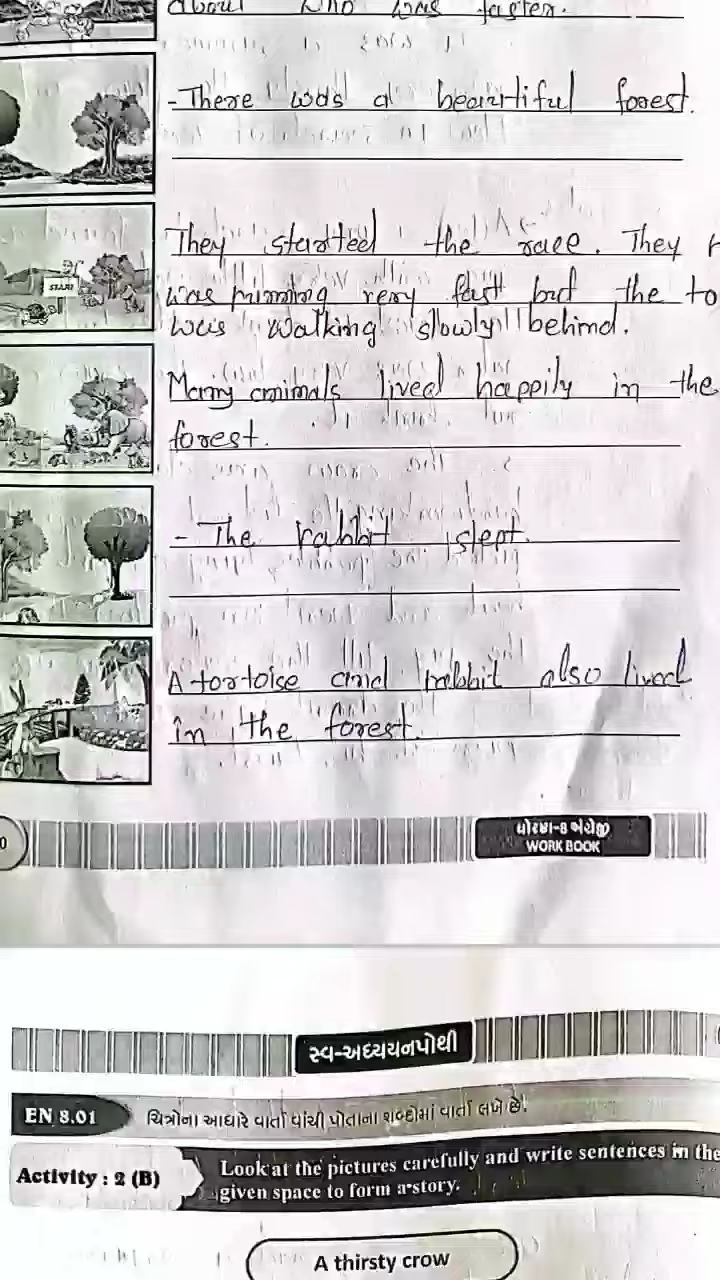 about who was faster.
- There was a beautiful forest.
START
They started the race. They
was running very fast but the to
was walking slowly behind.
Many animals lived happily in the
forest.
- The rabbit slept.
A tortoise and rabbit also lived
in the forest.
0
ધોરણ-8 અંગ્રેજી
WORK BOOK
સ્વ-અધ્યયનપોથી
EN 8.01
ચિત્રોના આધારે વાર્તા વાંચી પોતાના શબ્દોમાં વાર્તા લખે છે.
Activity : 2 (B)
Look at the pictures carefully and write sentences in the
given space to form a story.
A thirsty crow